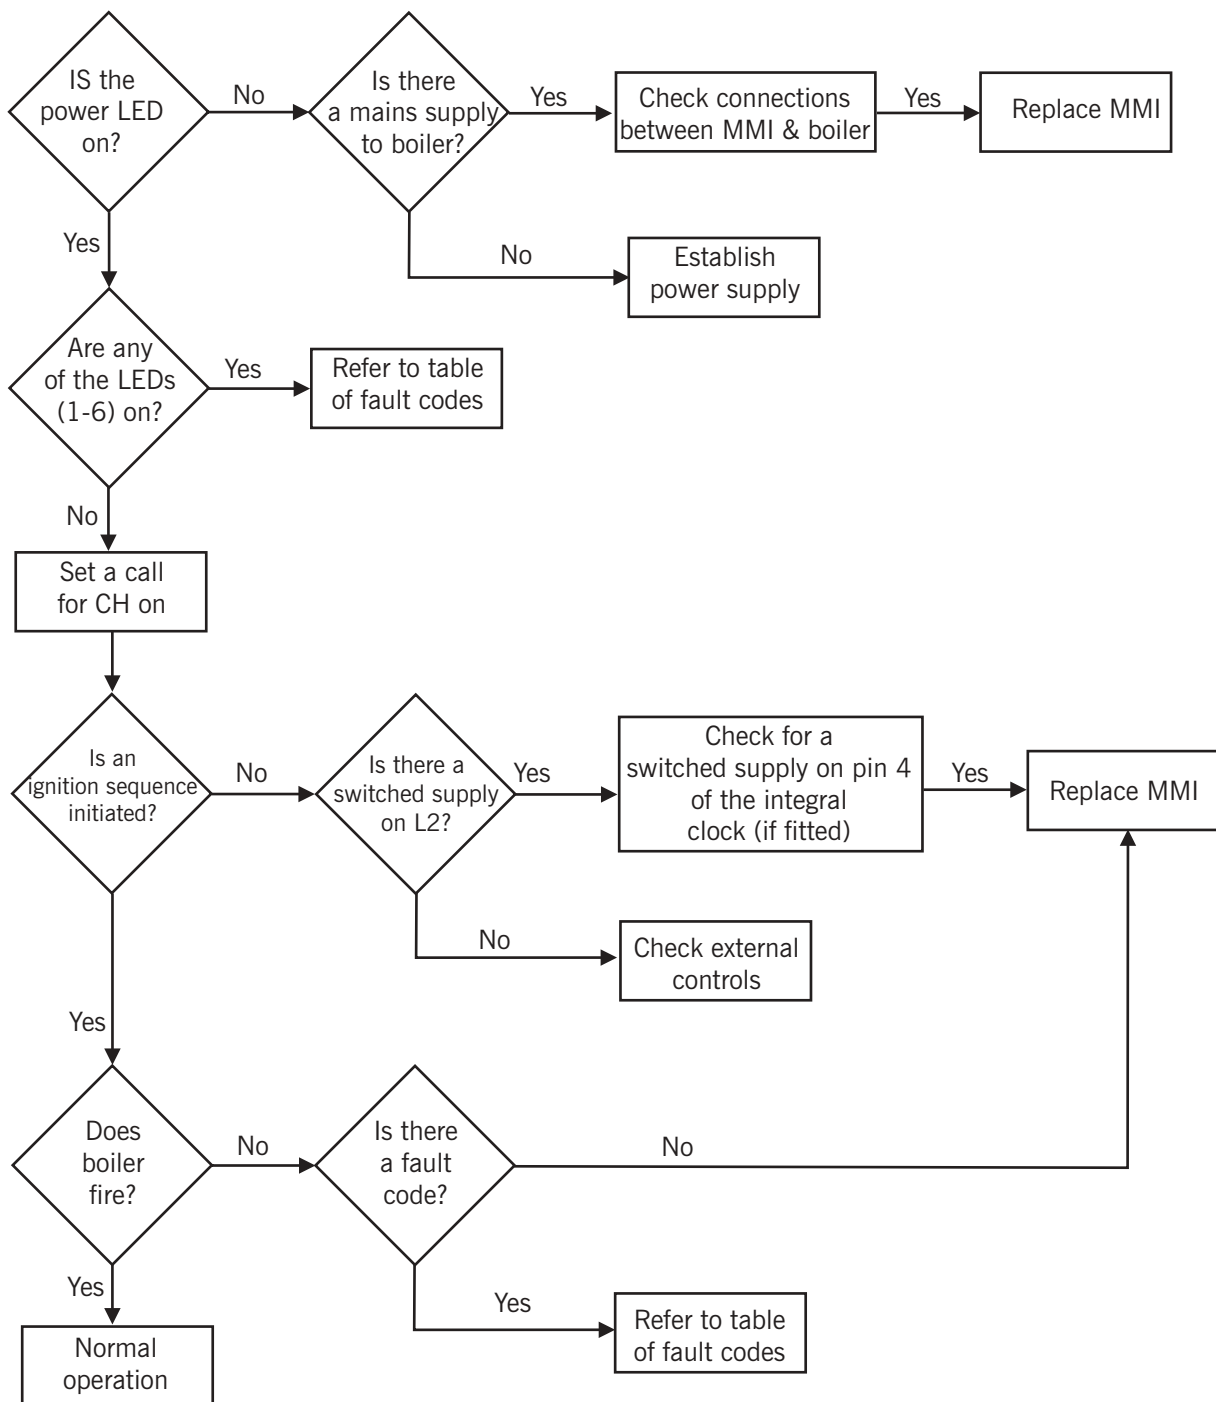 IS the
power LED
on?
No
Is there
a mains supply
to boiler?
Yes
Check connections
between MMI & boiler
Yes
Replace MMI
Yes
No
Establish
power supply
Are any
of the LEDs
(1-6) on?
Yes
Refer to table
of fault codes
No
Set a call
for CH on
Is an
ignition sequence
initiated?
No
Is there a
switched supply
on L2?
Yes
Check for a
switched supply on pin 4
of the integral
clock (if fitted)
Yes
Replace MMI
No
Check external
controls
Yes
Does
boiler
fire?
No
Is there
a fault
code?
No
Yes
Yes
Refer to table
of fault codes
Normal
operation